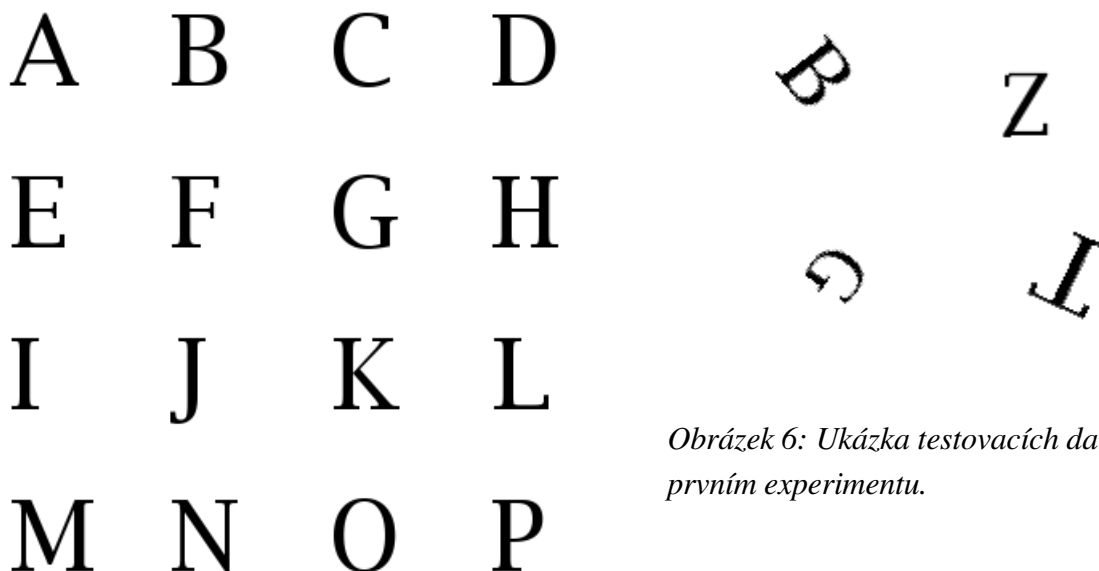 A B C D
E F G H
I J K L
M N O P
B Z
G T
Obrázek 6: Ukázka testovacích da
prvním experimentu.